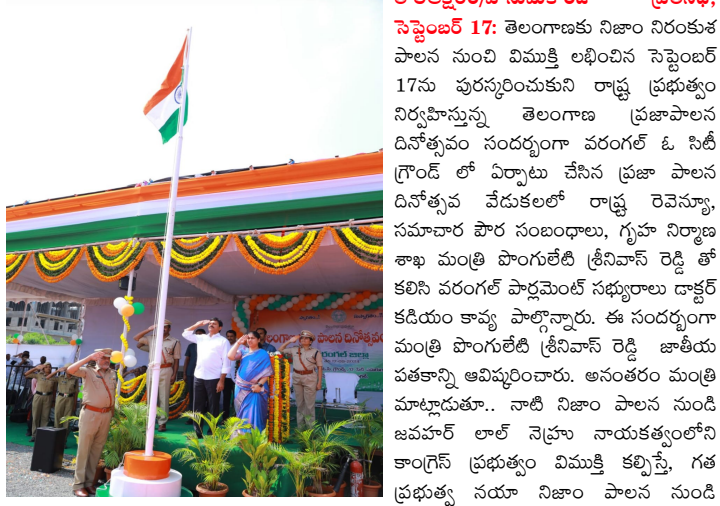 సెప్టెంబర్ 17: తెలంగాణకు నిజాం నిరంకుశ
పాలన నుంచి విముక్తి లభించిన సెప్టెంబర్
17ను పురస్కరించుకుని రాష్ట్ర ప్రభుత్వం
నిర్వహిస్తున్న తెలంగాణ ప్రజాపాలన
దినోత్సవం సందర్భంగా వరంగల్ ఓ సిటీ
గ్రౌండ్ లో ఏర్పాటు చేసిన ప్రజా పాలన
దినోత్సవ వేడుకలలో రాష్ట్ర రెవెన్యూ,
సమాచార పౌర సంబంధాలు, గృహ నిర్మాణ
శాఖ మంత్రి పొంగులేటి శ్రీనివాస్ రెడ్డి తో
కలిసి వరంగల్ పార్లమెంట్ సభ్యురాలు డాక్టర్
కడియం కావ్య పాల్గొన్నారు. ఈ సందర్భంగా
మంత్రి పొంగులేటి శ్రీనివాస్ రెడ్డి జాతీయ
పతకాన్ని ఆవిష్కరించారు. అనంతరం మంత్రి
మాట్లాడుతూ.. నాటి నిజాం పాలన నుండి
జవహర్ లాల్ నెహ్రు నాయకత్వంలోని
కాంగ్రెస్ ప్రభుత్వం విముక్తి కల్పిస్తే, గత
ప్రభుత్వ నయా నిజాం పాలన నుండి
పాలన దినోత్సవం